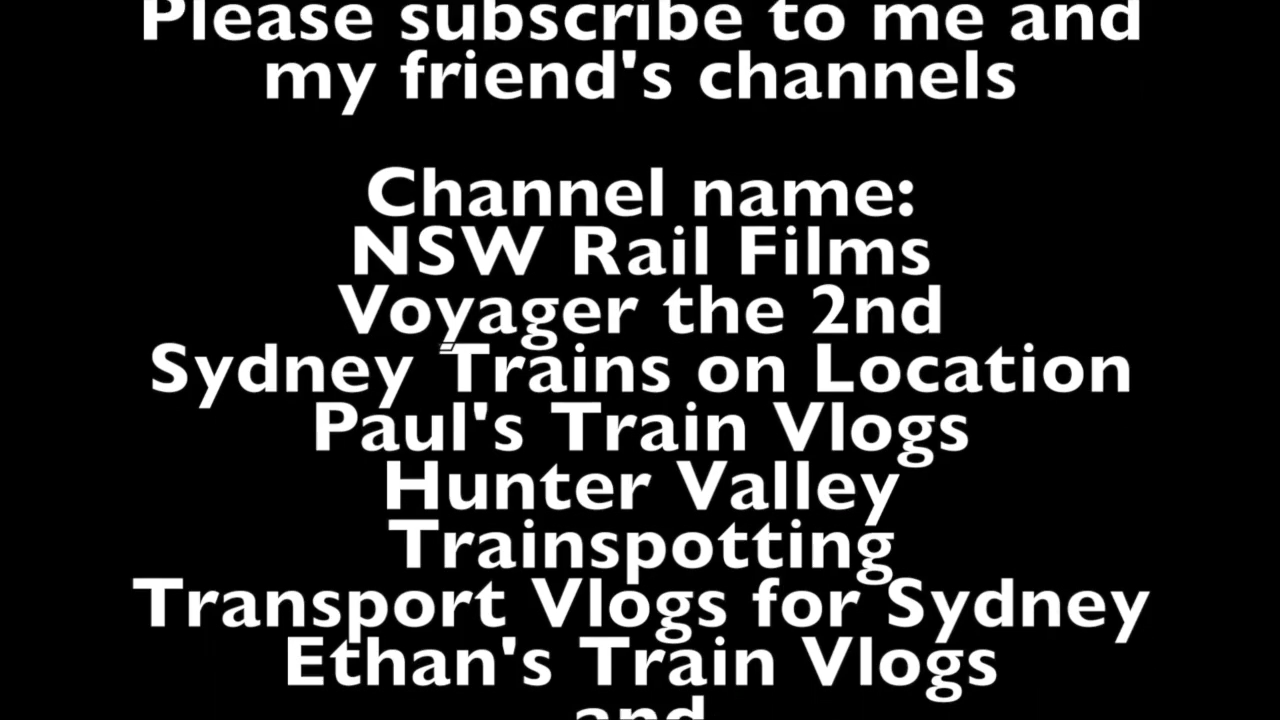 Please subscribe to me and
my friend's channels
Channel name:
NSW Rail Films
Voyager the 2nd
Sydney Trains on Location
Paul's Train Vlogs
Hunter Valley
Trainspotting
Transport Vlogs for Sydney
Ethan's Train Vlogs
and